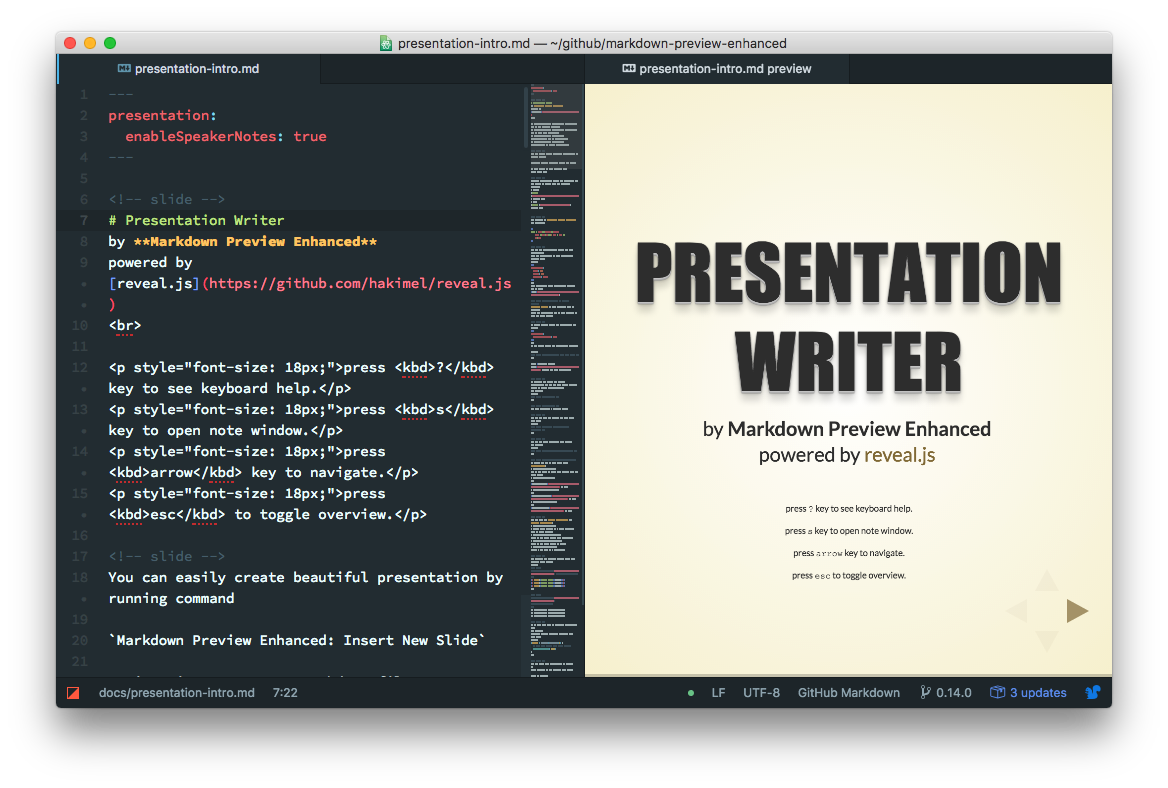 presentation-intro.md — ~/github/markdown-preview-enhanced
presentation-intro.md
presentation-intro.md preview
1 ---
2 presentation:
3 enableSpeakerNotes: true
4 ---
5
6 <!-- slide -->
7 # Presentation Writer
8 by **Markdown Preview Enhanced**
9 powered by
[reveal.js](https://github.com/hakimel/reveal.js
)
10 <br>
11
12 <p style="font-size: 18px;">press <kbd>?</kbd>
key to see keyboard help.</p>
13 <p style="font-size: 18px;">press <kbd>s</kbd>
key to open note window.</p>
14 <p style="font-size: 18px;">press
<kbd>arrow</kbd> key to navigate.</p>
15 <p style="font-size: 18px;">press
<kbd>esc</kbd> to toggle overview.</p>
16
17 <!-- slide -->
18 You can easily create beautiful presentation by
running command
19
20 `Markdown Preview Enhanced: Insert New Slide`
21
PRESENTATION
WRITER
by Markdown Preview Enhanced
powered by reveal.js
press ? key to see keyboard help.
press s key to open note window.
press arrow key to navigate.
press esc to toggle overview.
docs/presentation-intro.md 7:22
LF UTF-8 GitHub Markdown 0.14.0 3 updates